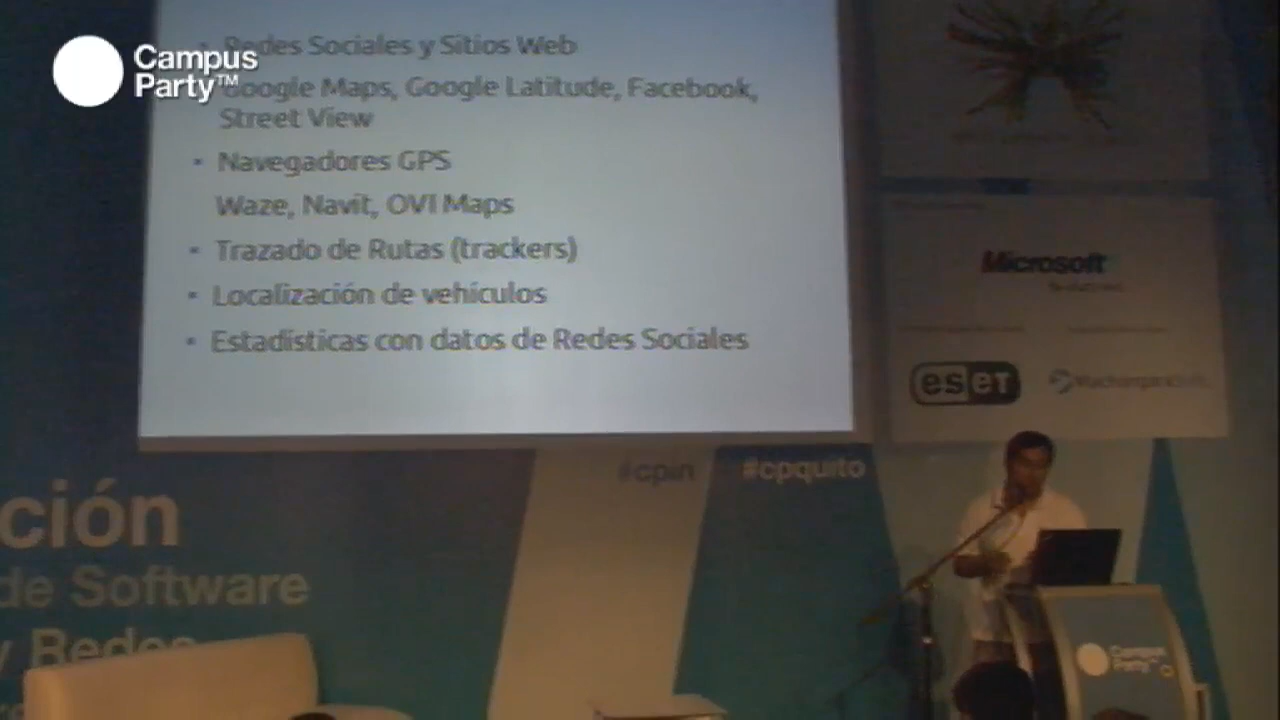 Campus
Party™
Redes Sociales y Sitios Web
Google Maps, Google Latitude, Facebook,
Street View
• Navegadores GPS
Waze, Navit, OVI Maps
• Trazado de Rutas (trackers)
• Localización de vehículos
• Estadísticas con datos de Redes Sociales
Microsoft
eseT
#cpin #cpquito
ción
de Software
y Redes
Campus
Party